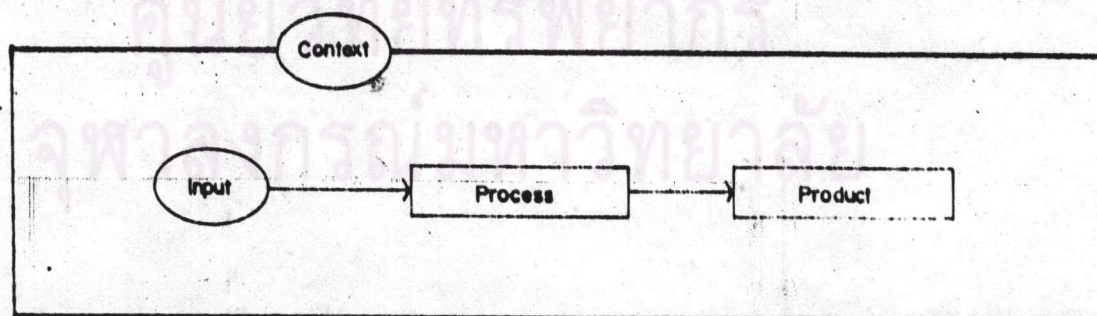 ศูนย์วิทยทรัพยากร
Context
จุฬาลงกรณ์มหาวิทยาลัย
Input
Process
Product